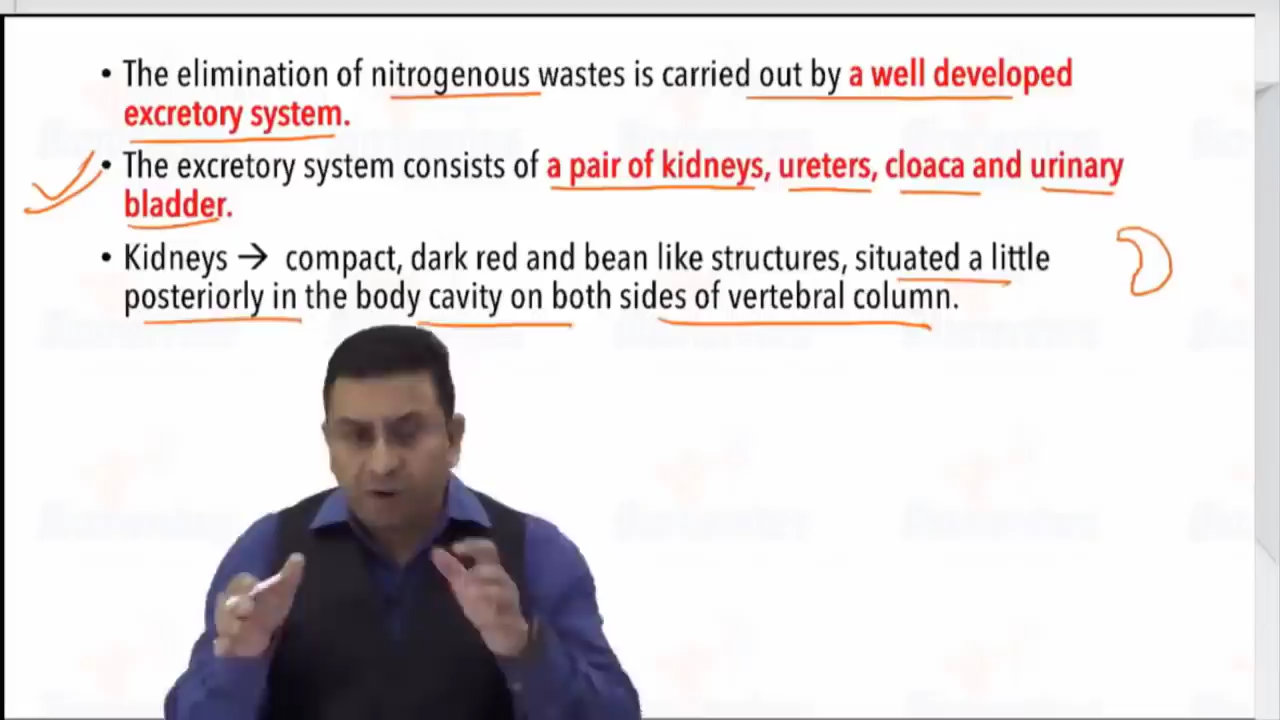 • The elimination of nitrogenous wastes is carried out by a well developed
excretory system.
• The excretory system consists of a pair of kidneys, ureters, cloaca and urinary
bladder.
• Kidneys → compact, dark red and bean like structures, situated a little
posteriorly in the body cavity on both sides of vertebral column.